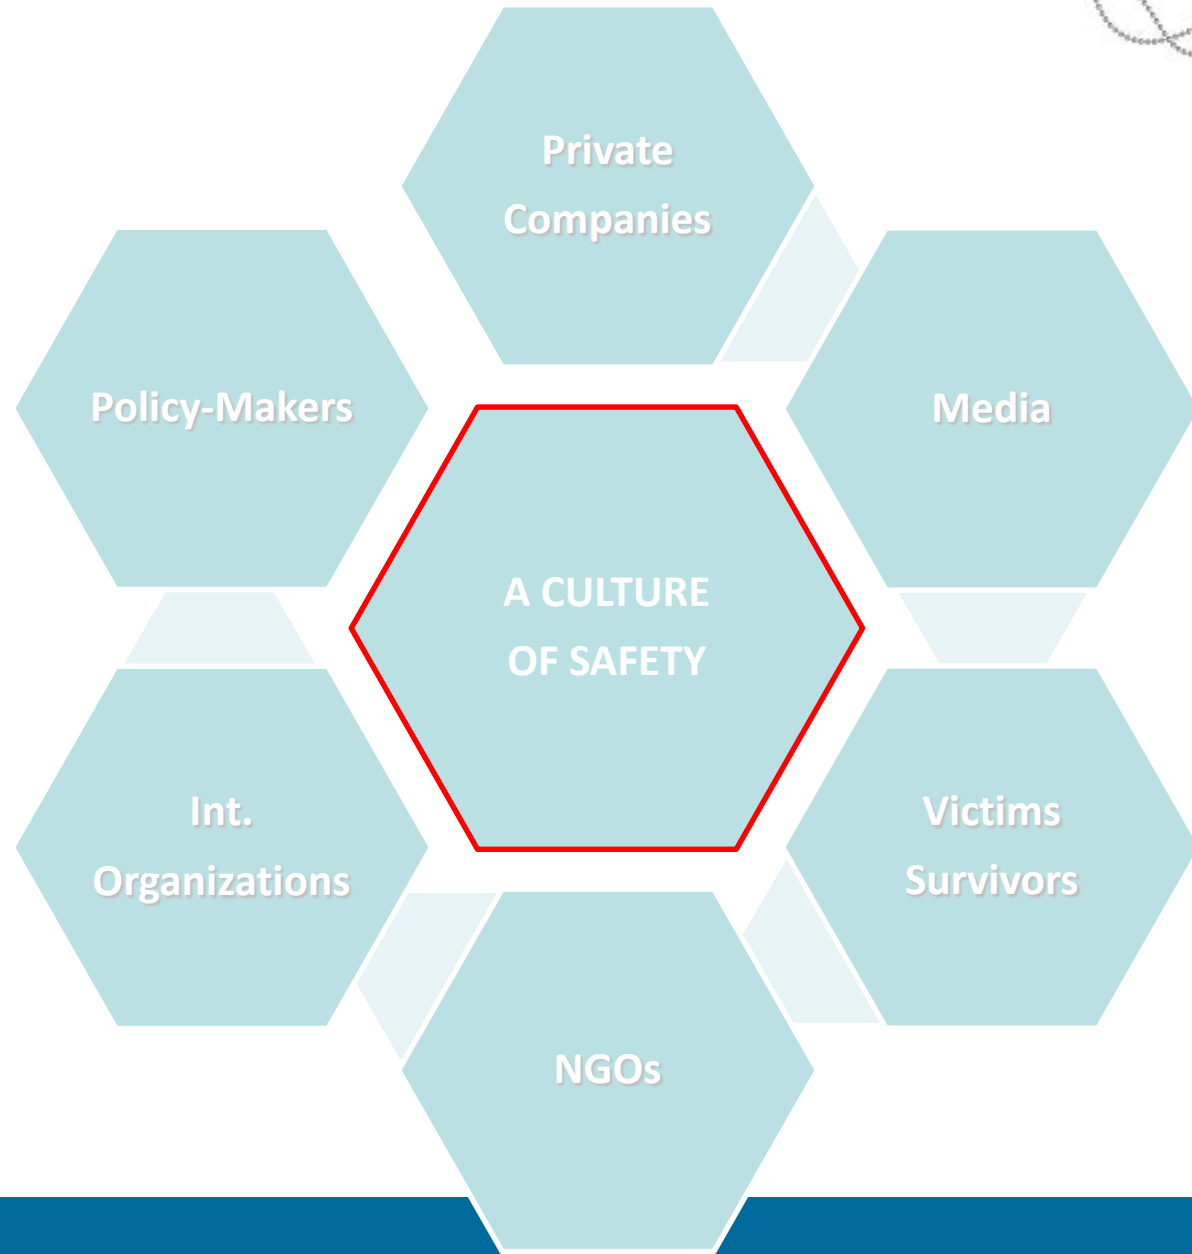 Private
Companies
Policy-Makers
Media
A CULTURE
OF SAFETY
Int.
Organizations
Victims
Survivors
NGOs